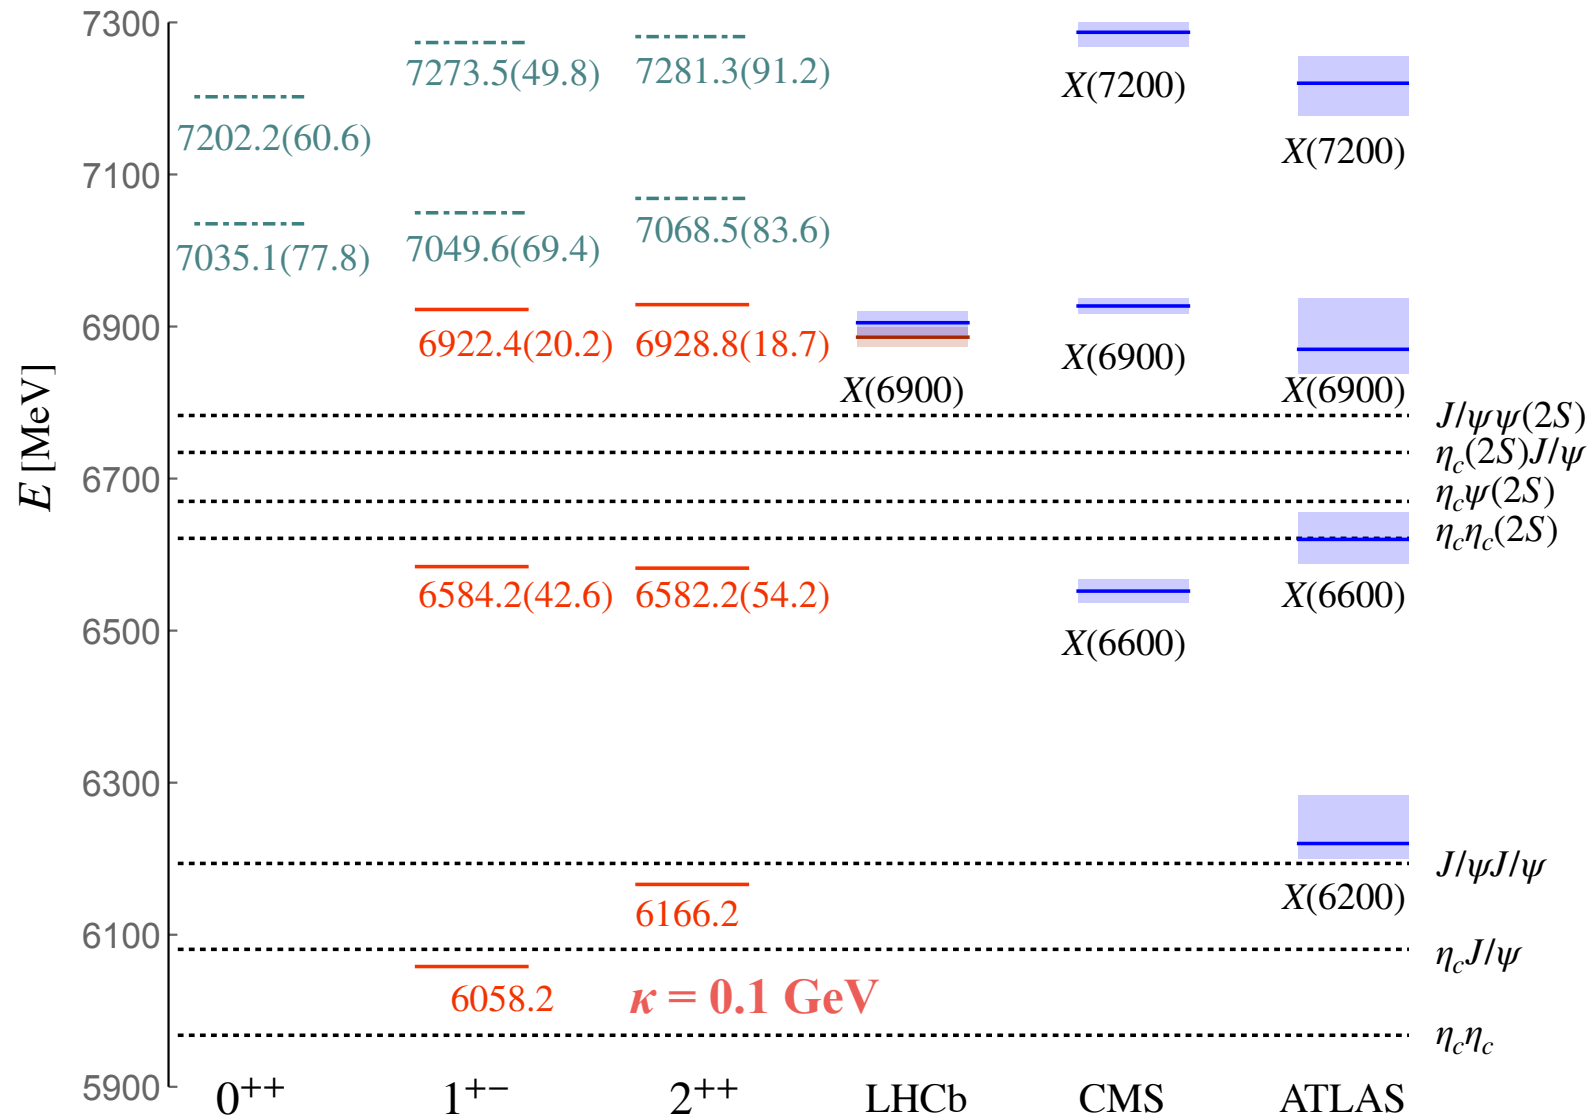 7300
7273.5(49.8)
7281.3(91.2)
X(7200)
7202.2(60.6)
X(7200)
7100
7035.1(77.8)
7049.6(69.4)
7068.5(83.6)
6900
6922.4(20.2)
6928.8(18.7)
X(6900)
X(6900)
X(6900)
J/ψψ(2S)
η_c(2S)J/ψ
E [MeV]
6700
η_cψ(2S)
η_cη_c(2S)
6584.2(42.6)
6582.2(54.2)
X(6600)
6500
X(6600)
6300
J/ψJ/ψ
6166.2
X(6200)
6100
η_cJ/ψ
6058.2
κ = 0.1 GeV
η_cη_c
5900
0⁺⁺
1⁺⁻
2⁺⁺
LHCb
CMS
ATLAS